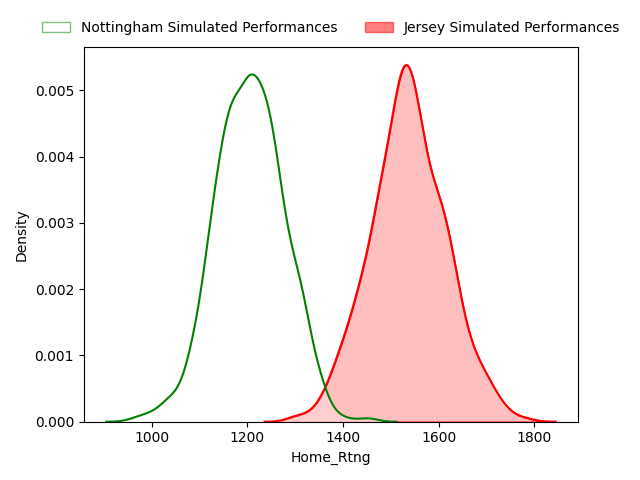 Nottingham Simulated Performances Jersey Simulated Performances
0.005
0.004
0.003
0.002
0.001
0.000
Density
1000 1200 1400 1600 1800
Home_Rtng